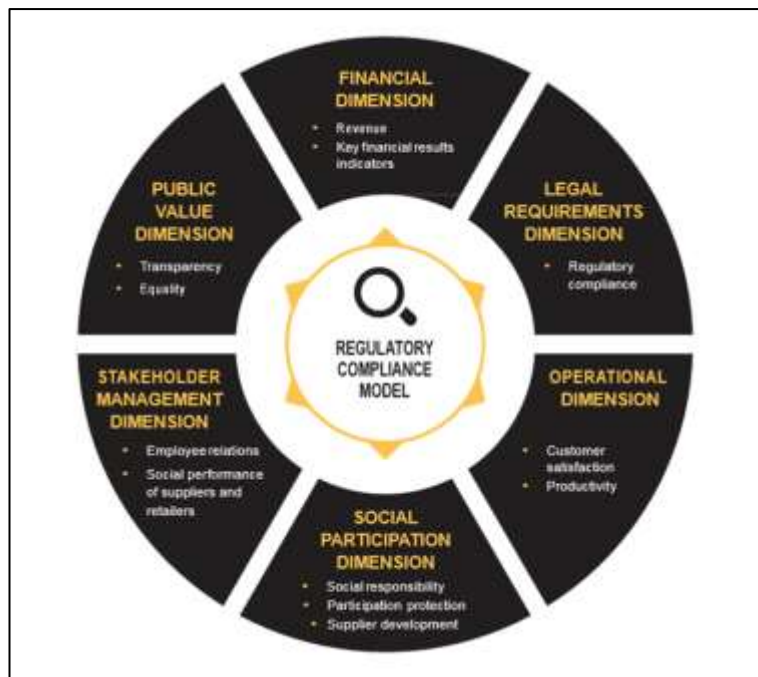 FINANCIAL
DIMENSION
• Revenue
• Key financial results
indicators
LEGAL
REQUIREMENTS
DIMENSION
• Regulatory
compliance
OPERATIONAL
DIMENSION
• Customer
satisfaction
• Productivity
SOCIAL
PARTICIPATION
DIMENSION
• Social responsibility
• Participation protection
• Supplier development
STAKEHOLDER
MANAGEMENT
DIMENSION
• Employee relations
• Social performance
of suppliers and
retailers
PUBLIC
VALUE
DIMENSION
• Transparency
• Equality
REGULATORY
COMPLIANCE
MODEL